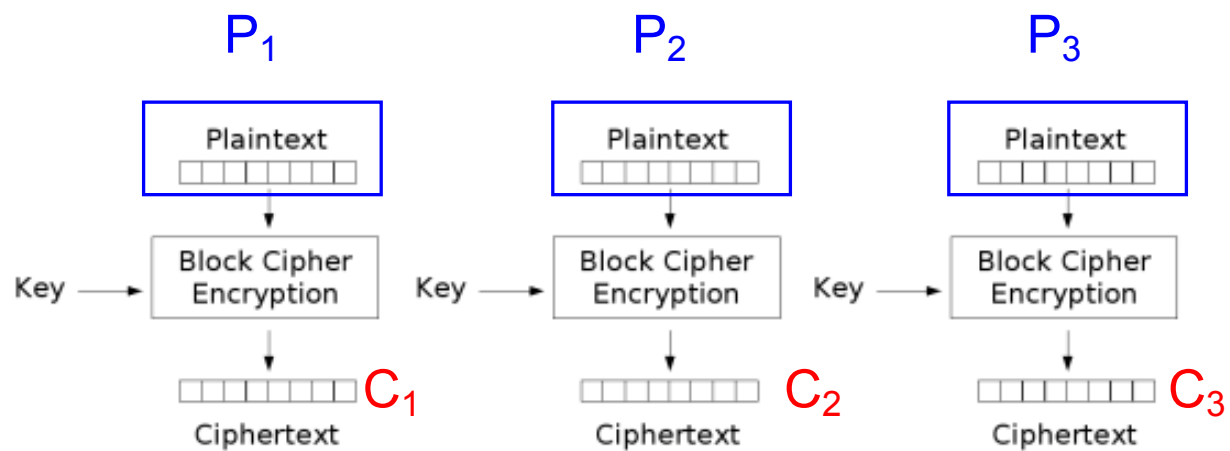 P₁ P₂ P₃
Plaintext Plaintext Plaintext
Block Cipher Block Cipher Block Cipher
Key Encryption Key Encryption Key Encryption
C₁ C₂ C₃
Ciphertext Ciphertext Ciphertext